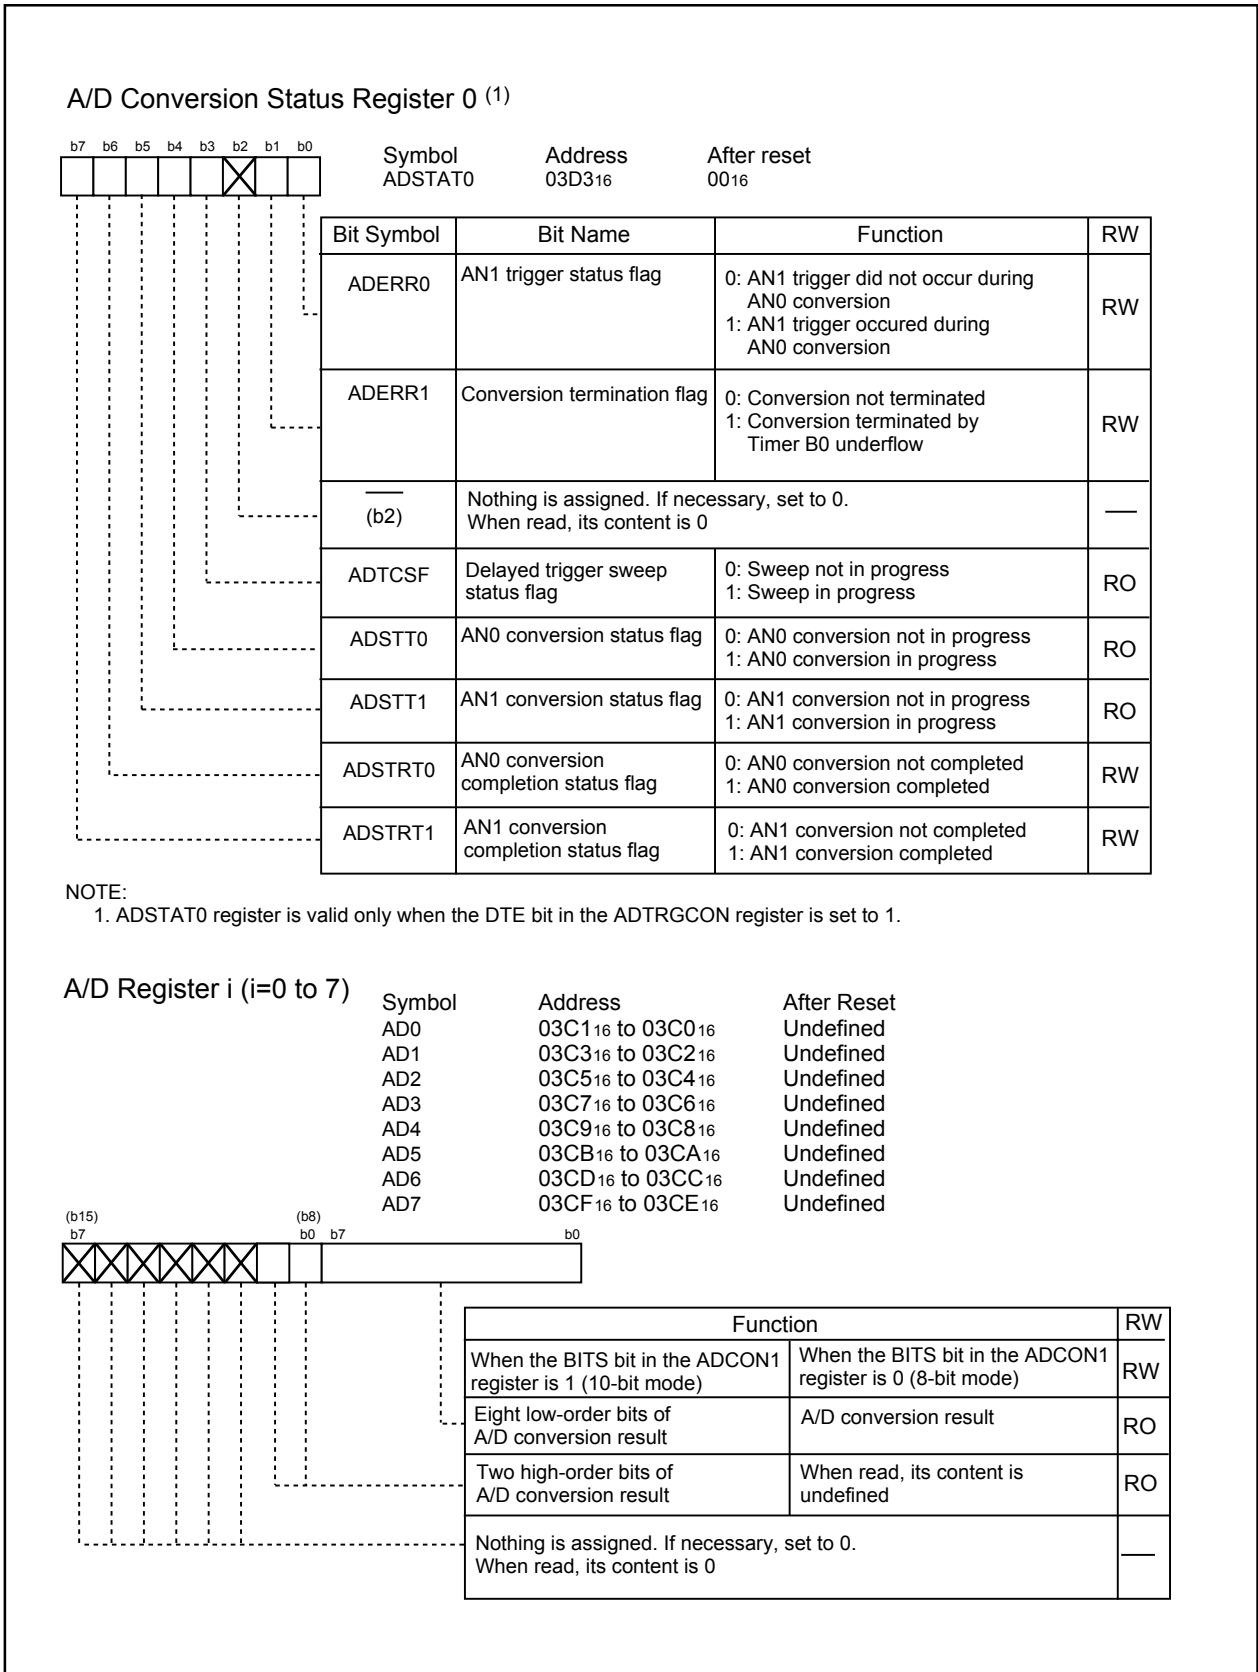 A/D Conversion Status Register 0 (1)
b7 b6 b5 b4 b3 b2 b1 b0
Symbol Address After reset
ADSTAT0 03D316 0016
Bit Symbol Bit Name Function RW
ADERR0 AN1 trigger status flag 0: AN1 trigger did not occur during
AN0 conversion
1: AN1 trigger occured during
AN0 conversion
RW
ADERR1 Conversion termination flag 0: Conversion not terminated
1: Conversion terminated by
Timer B0 underflow
RW
(b2) Nothing is assigned. If necessary, set to 0.
When read, its content is 0
—
ADTCSF Delayed trigger sweep
status flag
0: Sweep not in progress
1: Sweep in progress
RO
ADSTT0 AN0 conversion status flag 0: AN0 conversion not in progress
1: AN0 conversion in progress
RO
ADSTT1 AN1 conversion status flag 0: AN1 conversion not in progress
1: AN1 conversion in progress
RO
ADSTRT0 AN0 conversion
completion status flag
0: AN0 conversion not completed
1: AN0 conversion completed
RW
ADSTRT1 AN1 conversion
completion status flag
0: AN1 conversion not completed
1: AN1 conversion completed
RW
NOTE:
1. ADSTAT0 register is valid only when the DTE bit in the ADTRGCON register is set to 1.
A/D Register i (i=0 to 7)
Symbol Address After Reset
AD0 03C116 to 03C016 Undefined
AD1 03C316 to 03C216 Undefined
AD2 03C516 to 03C416 Undefined
AD3 03C716 to 03C616 Undefined
AD4 03C916 to 03C816 Undefined
AD5 03CB16 to 03CA16 Undefined
AD6 03CD16 to 03CC16 Undefined
AD7 03CF16 to 03CE16 Undefined
(b15) (b8)
b7 b0 b7 b0
Function RW
When the BITS bit in the ADCON1
register is 1 (10-bit mode)
When the BITS bit in the ADCON1
register is 0 (8-bit mode)
RW
Eight low-order bits of
A/D conversion result
A/D conversion result
RO
Two high-order bits of
A/D conversion result
When read, its content is
undefined
RO
Nothing is assigned. If necessary, set to 0.
When read, its content is 0
—